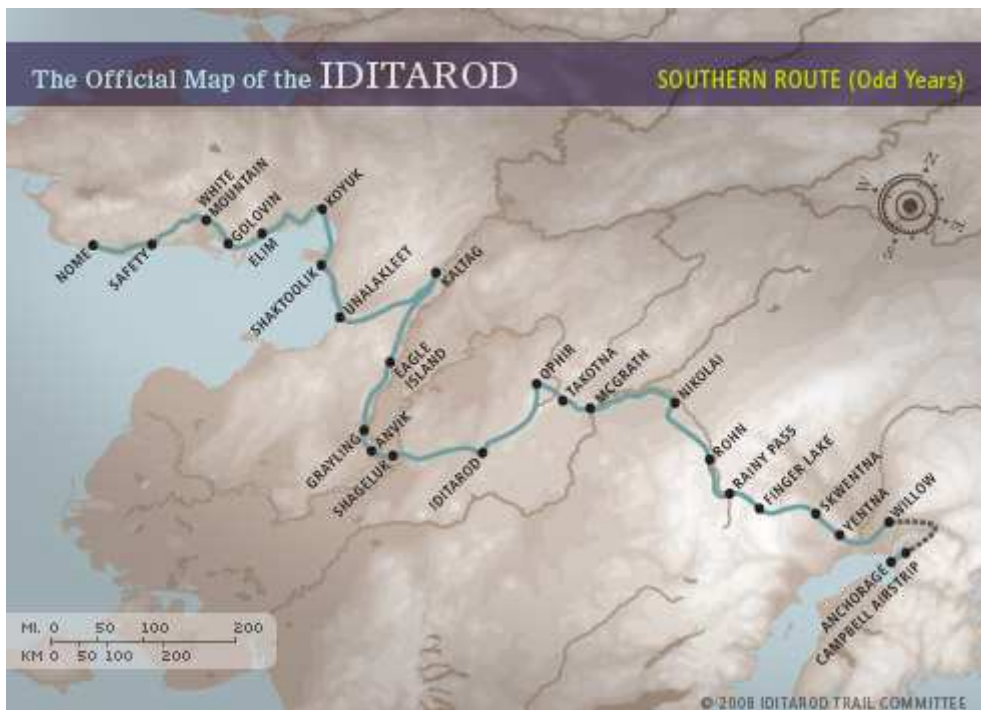 The Official Map of the IDITAROD
SOUTHERN ROUTE (Odd Years)
N
W
E
S
WHITE
MOUNTAIN
KOYUK
GOLOVIN
ELIM
NOME
SAFETY
UNALAKLEET
KALTAG
SHAKTOOLIK
EAGLE
ISLAND
OPHIR
TAKOTNA
MCGRATH
NIKOLAI
GRAYLING
ANVIK
SHAGELUK
IDITAROD
ROHN
RAINY PASS
FINGER LAKE
SKWENTNA
YENTNA
WILLOW
ANCHORAGE
CAMPBELL AIRSTRIP
MI. 0 50 100 200
KM 0 50 100 200
© 2008 IDITAROD TRAIL COMMITTEE